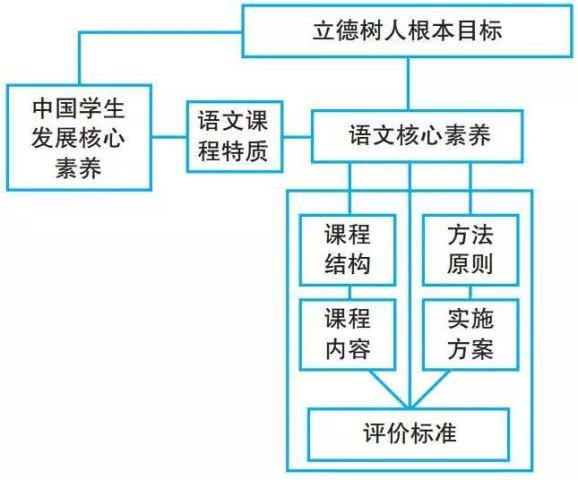 立德树人根本目标
中国学生
发展核心
素养
语文课
程特质
语文核心素养
课程
结构
方法
原则
课程
内容
实施
方案
评价标准